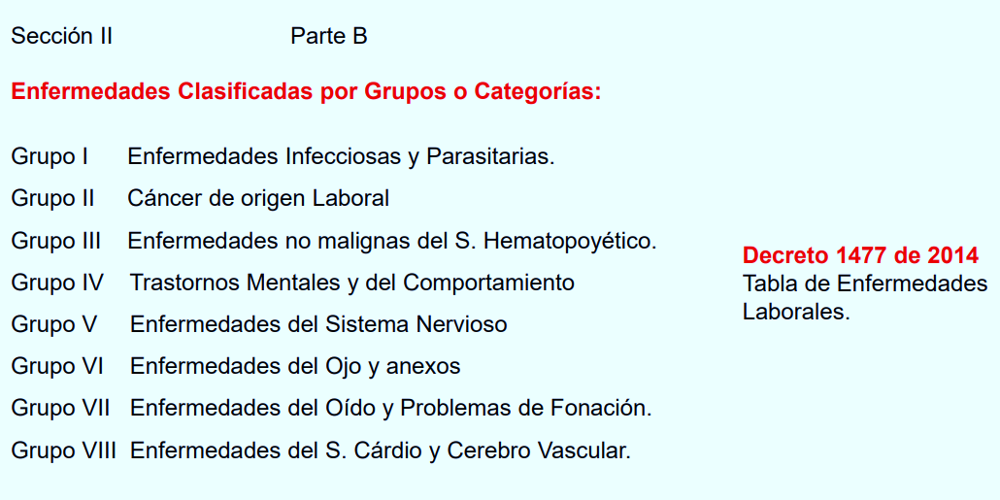 Sección II Parte B
Enfermedades Clasificadas por Grupos o Categorías:
Grupo I Enfermedades Infecciosas y Parasitarias.
Grupo II Cáncer de origen Laboral
Grupo III Enfermedades no malignas del S. Hematopoyético.
Grupo IV Trastornos Mentales y del Comportamiento
Grupo V Enfermedades del Sistema Nervioso
Grupo VI Enfermedades del Ojo y anexos
Grupo VII Enfermedades del Oído y Problemas de Fonación.
Grupo VIII Enfermedades del S. Cárdio y Cerebro Vascular.
Decreto 1477 de 2014
Tabla de Enfermedades
Laborales.